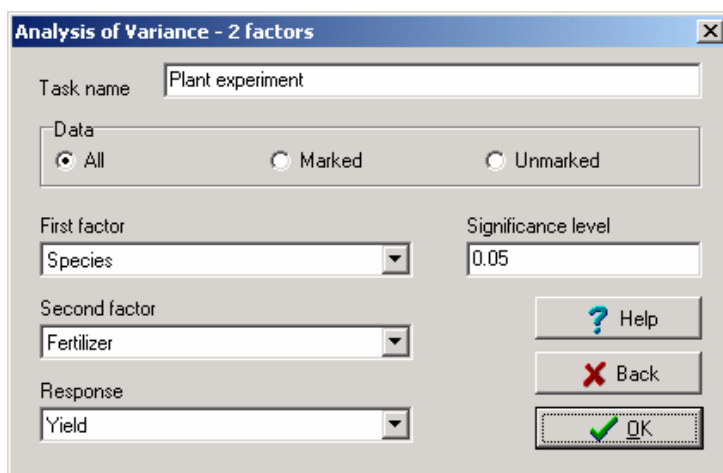 Analysis of Variance - 2 factors
Task name Plant experiment
Data
All Marked Unmarked
First factor
Species
Significance level
0.05
Second factor
Fertilizer
Response
Yield
Help
Back
OK